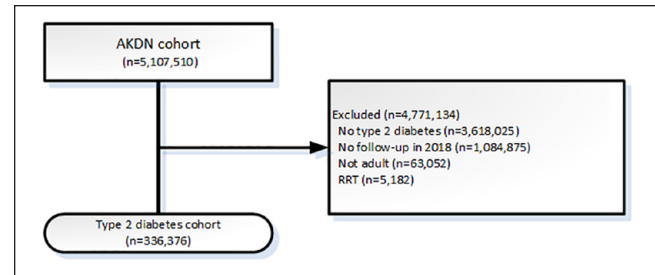 AKDN cohort
(n=5,107,510)
Excluded (n=4,771,134)
No type 2 diabetes (n=3,618,025)
No follow-up in 2018 (n=1,084,875)
Not adult (n=63,052)
RRT (n=5,182)
Type 2 diabetes cohort
(n=336,376)